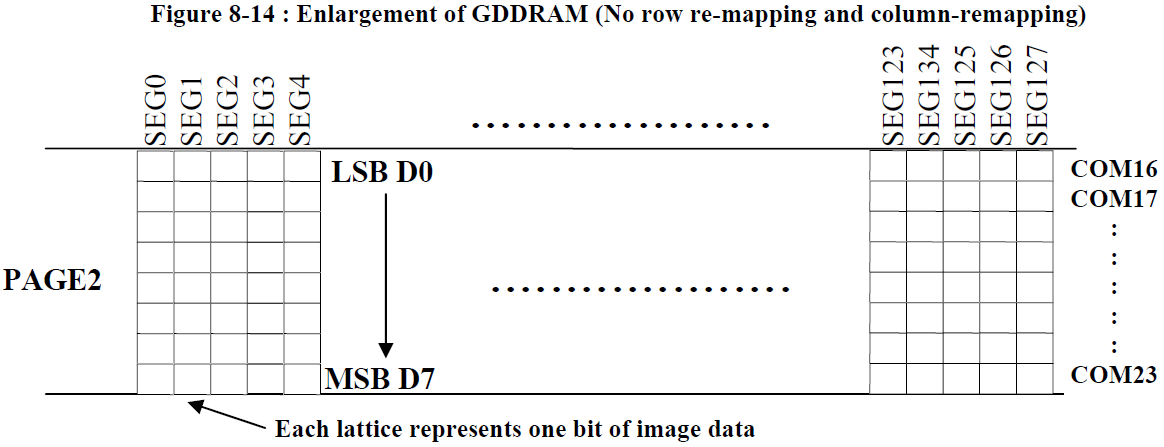 Figure 8-14 : Enlargement of GDDRAM (No row re-mapping and column-remapping)
SEG0
SEG1
SEG2
SEG3
SEG4
....................
SEG123
SEG134
SEG125
SEG126
SEG127
LSB D0
COM16
COM17
:
:
PAGE2
....................
:
:
:
MSB D7
COM23
Each lattice represents one bit of image data